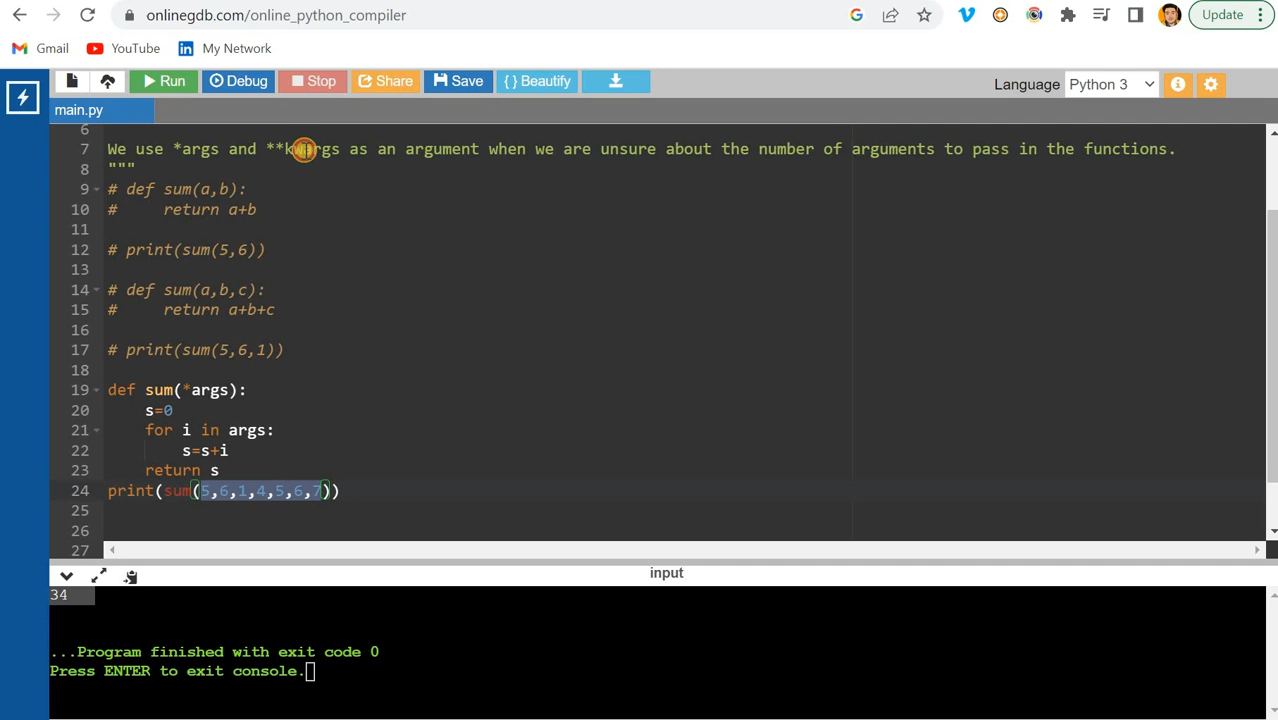 onlinegdb.com/online_python_compiler
Update
Gmail
YouTube
My Network
Run
Debug
Stop
Share
Save
{ } Beautify
Language
Python 3
main.py
6
7 We use *args and **kwargs as an argument when we are unsure about the number of arguments to pass in the functions.
8 """
9 # def sum(a,b):
10 #     return a+b
11
12 # print(sum(5,6))
13
14 # def sum(a,b,c):
15 #     return a+b+c
16
17 # print(sum(5,6,1))
18
19 def sum(*args):
20     s=0
21     for i in args:
22         s=s+i
23     return s
24 print(sum(5,6,1,4,5,6,7))
25
26
27
input
34
...Program finished with exit code 0
Press ENTER to exit console.